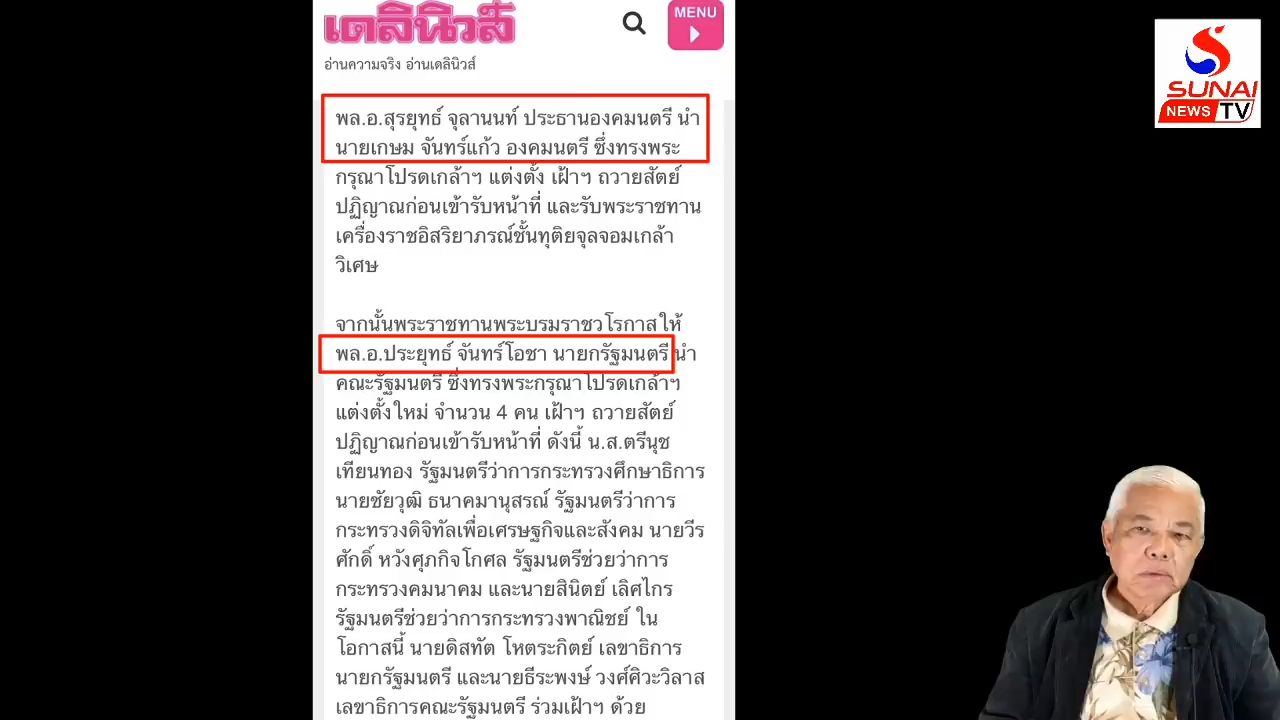 เดลินิวส์
MENU
อ่านความจริง อ่านเดลินิวส์
SUNAI
NEWS TV
พล.อ.สุรยุทธ์ จุลานนท์ ประธานองคมนตรี นำ
นายเกษม จันทร์แก้ว องคมนตรี ซึ่งทรงพระ
กรุณาโปรดเกล้าฯ แต่งตั้ง เฝ้าฯ ถวายสัตย์
ปฏิญาณก่อนเข้ารับหน้าที่ และรับพระราชทาน
เครื่องราชอิสริยาภรณ์ชั้นทุติยจุลจอมเกล้า
วิเศษ
จากนั้นพระราชทานพระบรมราชวโรกาสให้
พล.อ.ประยุทธ์ จันทร์โอชา นายกรัฐมนตรี นำ
คณะรัฐมนตรี ซึ่งทรงพระกรุณาโปรดเกล้าฯ
แต่งตั้งใหม่ จำนวน 4 คน เฝ้าฯ ถวายสัตย์
ปฏิญาณก่อนเข้ารับหน้าที่ ดังนี้ น.ส.ตรีนุช
เทียนทอง รัฐมนตรีว่าการกระทรวงศึกษาธิการ
นายชัยวุฒิ ธนาคมานุสรณ์ รัฐมนตรีว่าการ
กระทรวงดิจิทัลเพื่อเศรษฐกิจและสังคม นายวีร
ศักดิ์ หวังศุภกิจโกศล รัฐมนตรีช่วยว่าการ
กระทรวงคมนาคม และนายสินิตย์ เลิศไกร
รัฐมนตรีช่วยว่าการกระทรวงพาณิชย์ ใน
โอกาสนี้ นายดิสทัต โหตระกิตย์ เลขาธิการ
นายกรัฐมนตรี และนายธีระพงษ์ วงศ์ศิวะวิลาส
เลขาธิการคณะรัฐมนตรี ร่วมเฝ้าฯ ด้วย